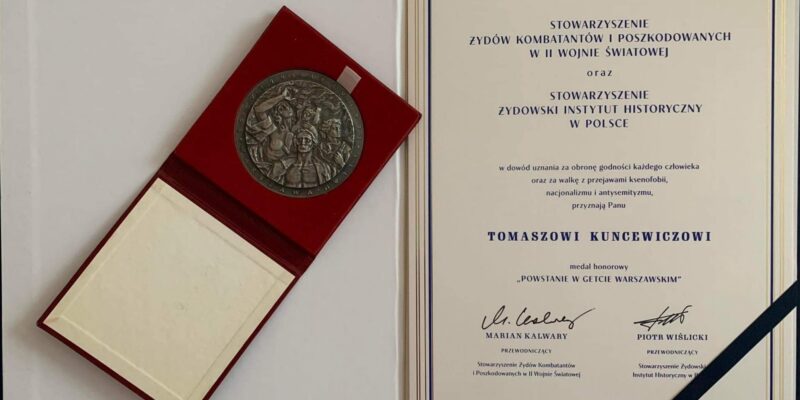 STOWARZYSZENIE
ŻYDÓW KOMBATANTÓW I POSZKODOWANYCH
W II WOJNIE ŚWIATOWEJ
oraz
STOWARZYSZENIE
ŻYDOWSKI INSTYTUT HISTORYCZNY
W POLSCE
w dowód uznania za obronę godności każdego człowieka
oraz za walkę z przejawami ksenofobii,
nacjonalizmu i antysemityzmu,
przyznają Panu
TOMASZOWI KUNCEWICZOWI
medal honorowy
„POWSTANIE W GETCIE WARSZAWSKIM”
MARIAN KALWARY
PRZEWODNICZĄCY
Stowarzyszenie Żydów Kombatantów
i Poszkodowanych w II Wojnie Światowej
PIOTR WIŚLICKI
PRZEWODNICZĄCY
Stowarzyszenie Żydowski
Instytut Historyczny w